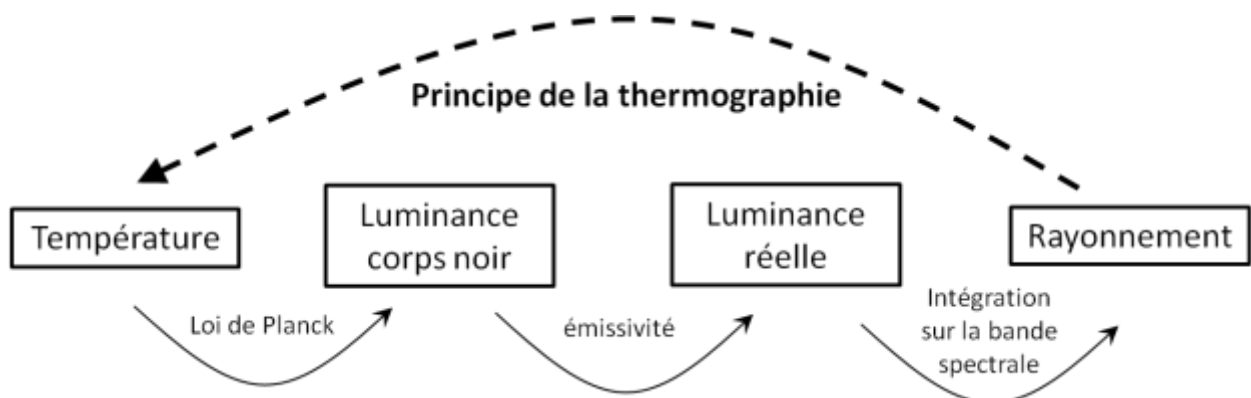 Principe de la thermographie
Température
Luminance
corps noir
Luminance
réelle
Rayonnement
Loi de Planck
émissivité
Intégration
sur la bande
spectrale